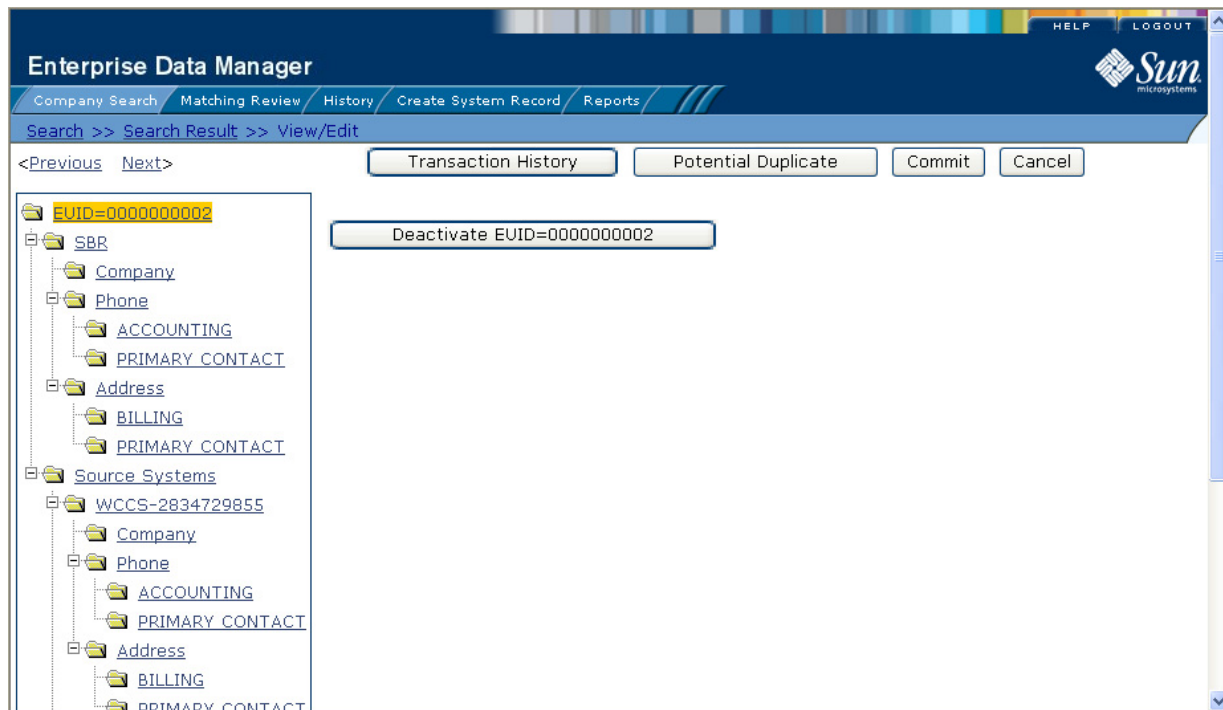 HELP LOGOUT
Enterprise Data Manager
Sun
microsystems
Company Search Matching Review History Create System Record Reports
Search >> Search Result >> View/Edit
<Previous Next> Transaction History Potential Duplicate Commit Cancel
EUID=0000000002
Deactivate EUID=0000000002
SBR
Company
Phone
ACCOUNTING
PRIMARY CONTACT
Address
BILLING
PRIMARY CONTACT
Source Systems
WCCS-2834729855
Company
Phone
ACCOUNTING
PRIMARY CONTACT
Address
BILLING
PRIMARY CONTACT